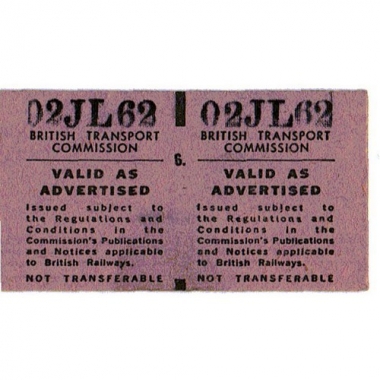 02JL62 02JL62
BRITISH TRANSPORT COMMISSION BRITISH TRANSPORT COMMISSION
6.
VALID AS ADVERTISED VALID AS ADVERTISED
Issued subject to Issued subject to
the Regulations and the Regulations and
Conditions in the Conditions in the
Commission's Publications Commission's Publications
and Notices applicable and Notices applicable
to British Railways. to British Railways.
NOT TRANSFERABLE NOT TRANSFERABLE